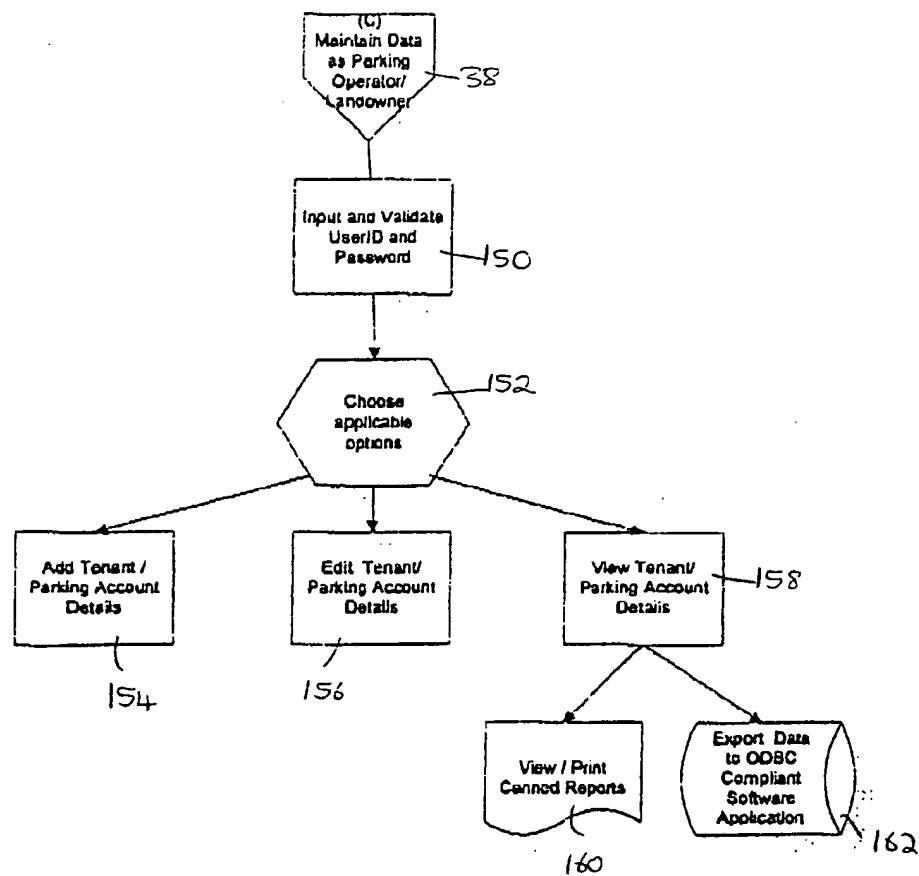 (C)
Maintain Data
as Parking
Operator/
Landowner
38
Input and Validate
UserID and
Password
150
Choose
applicable
options
152
Add Tenant /
Parking Account
Details
154
Edit Tenant/
Parking Account
Details
156
View Tenant/
Parking Account
Details
158
View / Print
Canned Reports
160
Export Data
to ODBC
Compliant
Software
Application
162